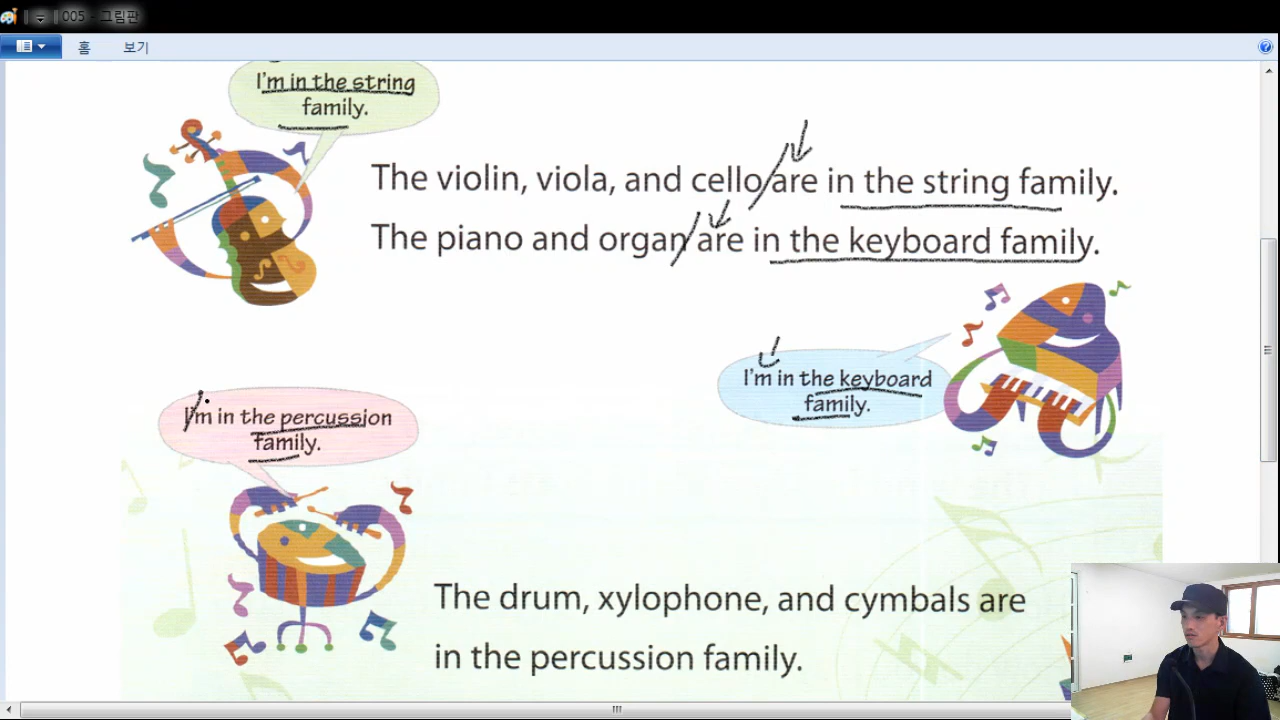 005 - 그림판
홈 보기
I'm in the string
family.
The violin, viola, and cello are in the string family.
The piano and organ are in the keyboard family.
I'm in the keyboard
family.
I'm in the percussion
family.
The drum, xylophone, and cymbals are
in the percussion family.